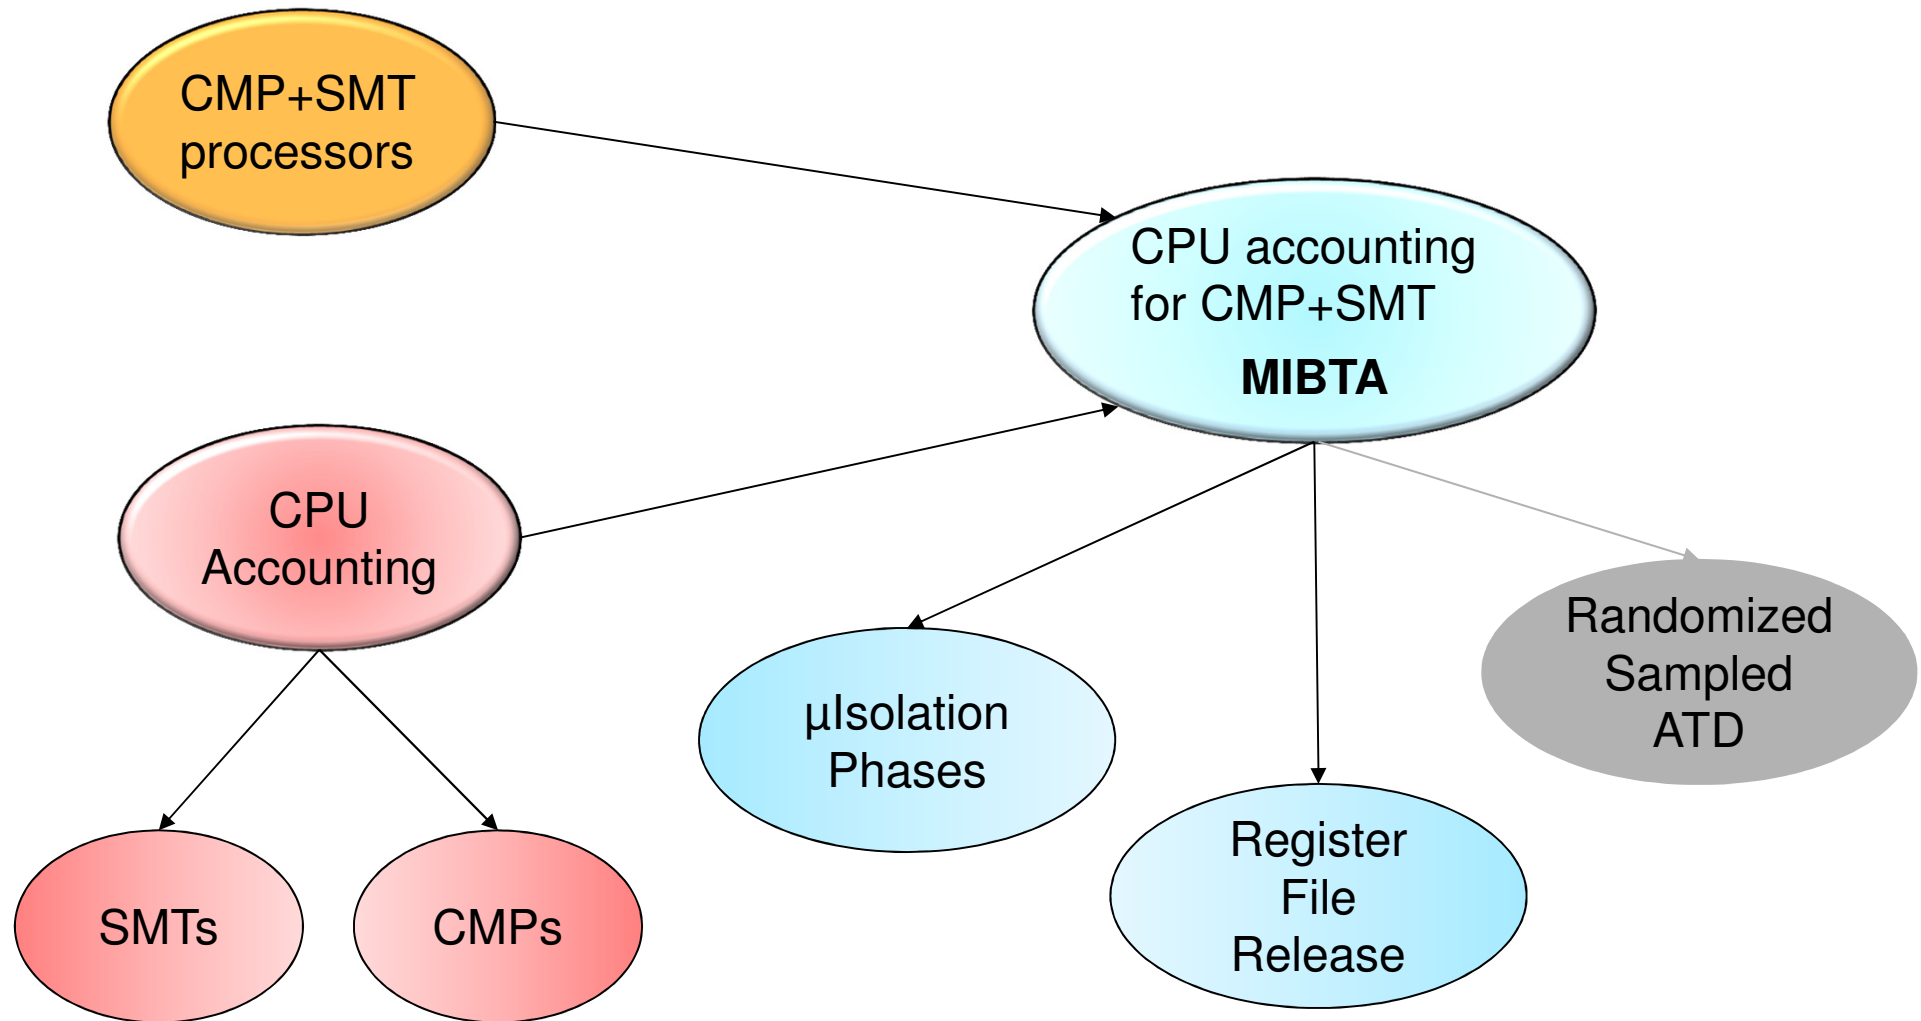 CMP+SMT
processors
CPU accounting
for CMP+SMT
MIBTA
CPU
Accounting
µIsolation
Phases
Randomized
Sampled
ATD
Register
File
Release
SMTs
CMPs